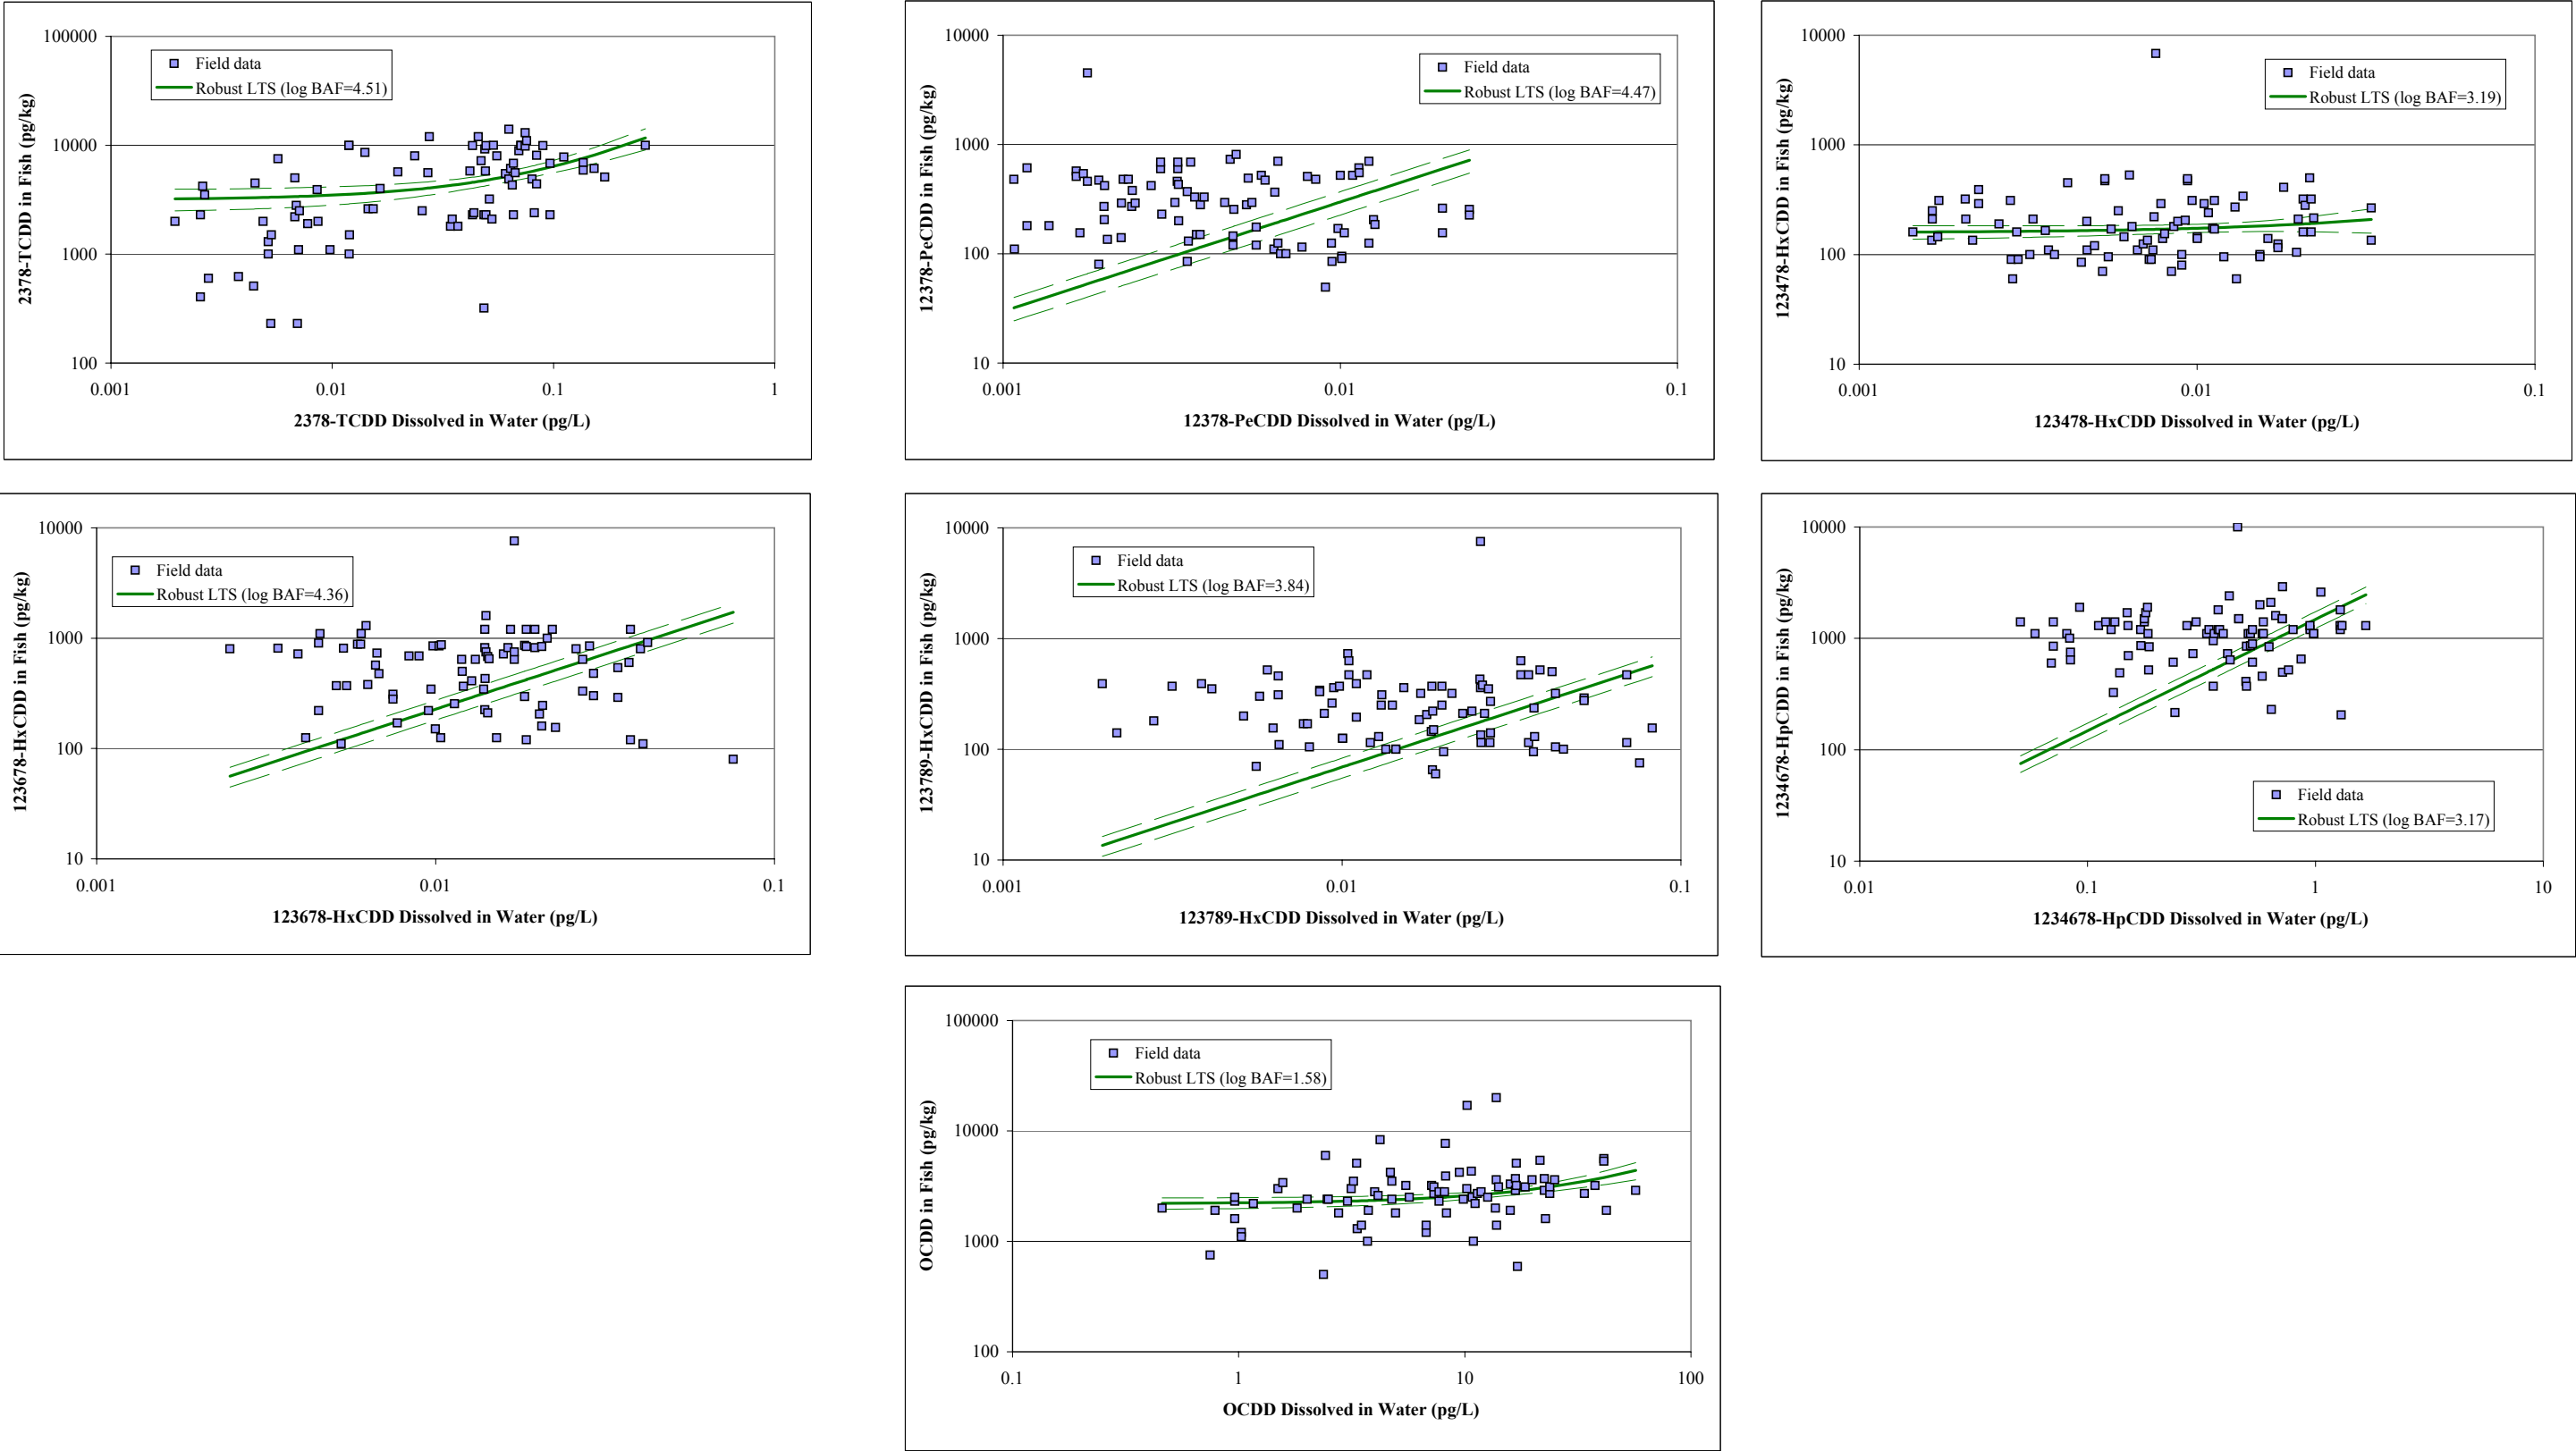 100000
10000
1000
100
0.001
0.01
0.1
1
2378-TCDD in Fish (pg/kg)
2378-TCDD Dissolved in Water (pg/L)
Field data
Robust LTS (log BAF=4.51)
10000
1000
100
10
0.001
0.01
0.1
12378-PeCDD in Fish (pg/kg)
12378-PeCDD Dissolved in Water (pg/L)
Field data
Robust LTS (log BAF=4.47)
10000
1000
100
10
0.001
0.01
0.1
123478-HxCDD in Fish (pg/kg)
123478-HxCDD Dissolved in Water (pg/L)
Field data
Robust LTS (log BAF=3.19)
10000
1000
100
10
0.001
0.01
0.1
123678-HxCDD in Fish (pg/kg)
123678-HxCDD Dissolved in Water (pg/L)
Field data
Robust LTS (log BAF=4.36)
10000
1000
100
10
0.001
0.01
0.1
123789-HxCDD in Fish (pg/kg)
123789-HxCDD Dissolved in Water (pg/L)
Field data
Robust LTS (log BAF=3.84)
10000
1000
100
10
0.01
0.1
1
10
1234678-HpCDD in Fish (pg/kg)
1234678-HpCDD Dissolved in Water (pg/L)
Field data
Robust LTS (log BAF=3.17)
100000
10000
1000
100
0.1
1
10
100
OCDD in Fish (pg/kg)
OCDD Dissolved in Water (pg/L)
Field data
Robust LTS (log BAF=1.58)